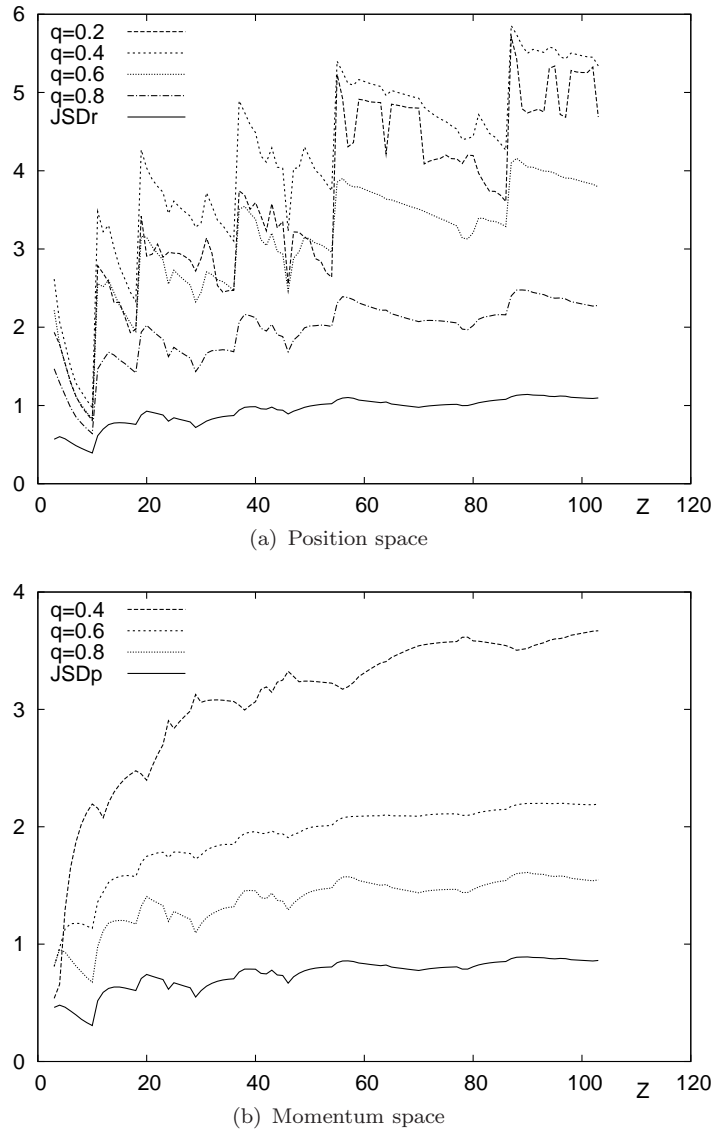 6
5
4
3
2
1
0
q=0.2
q=0.4
q=0.6
q=0.8
JSDr
0 20 40 60 80 100 Z 120
(a) Position space
4
3
2
1
0
q=0.4
q=0.6
q=0.8
JSDp
0 20 40 60 80 100 Z 120
(b) Momentum space